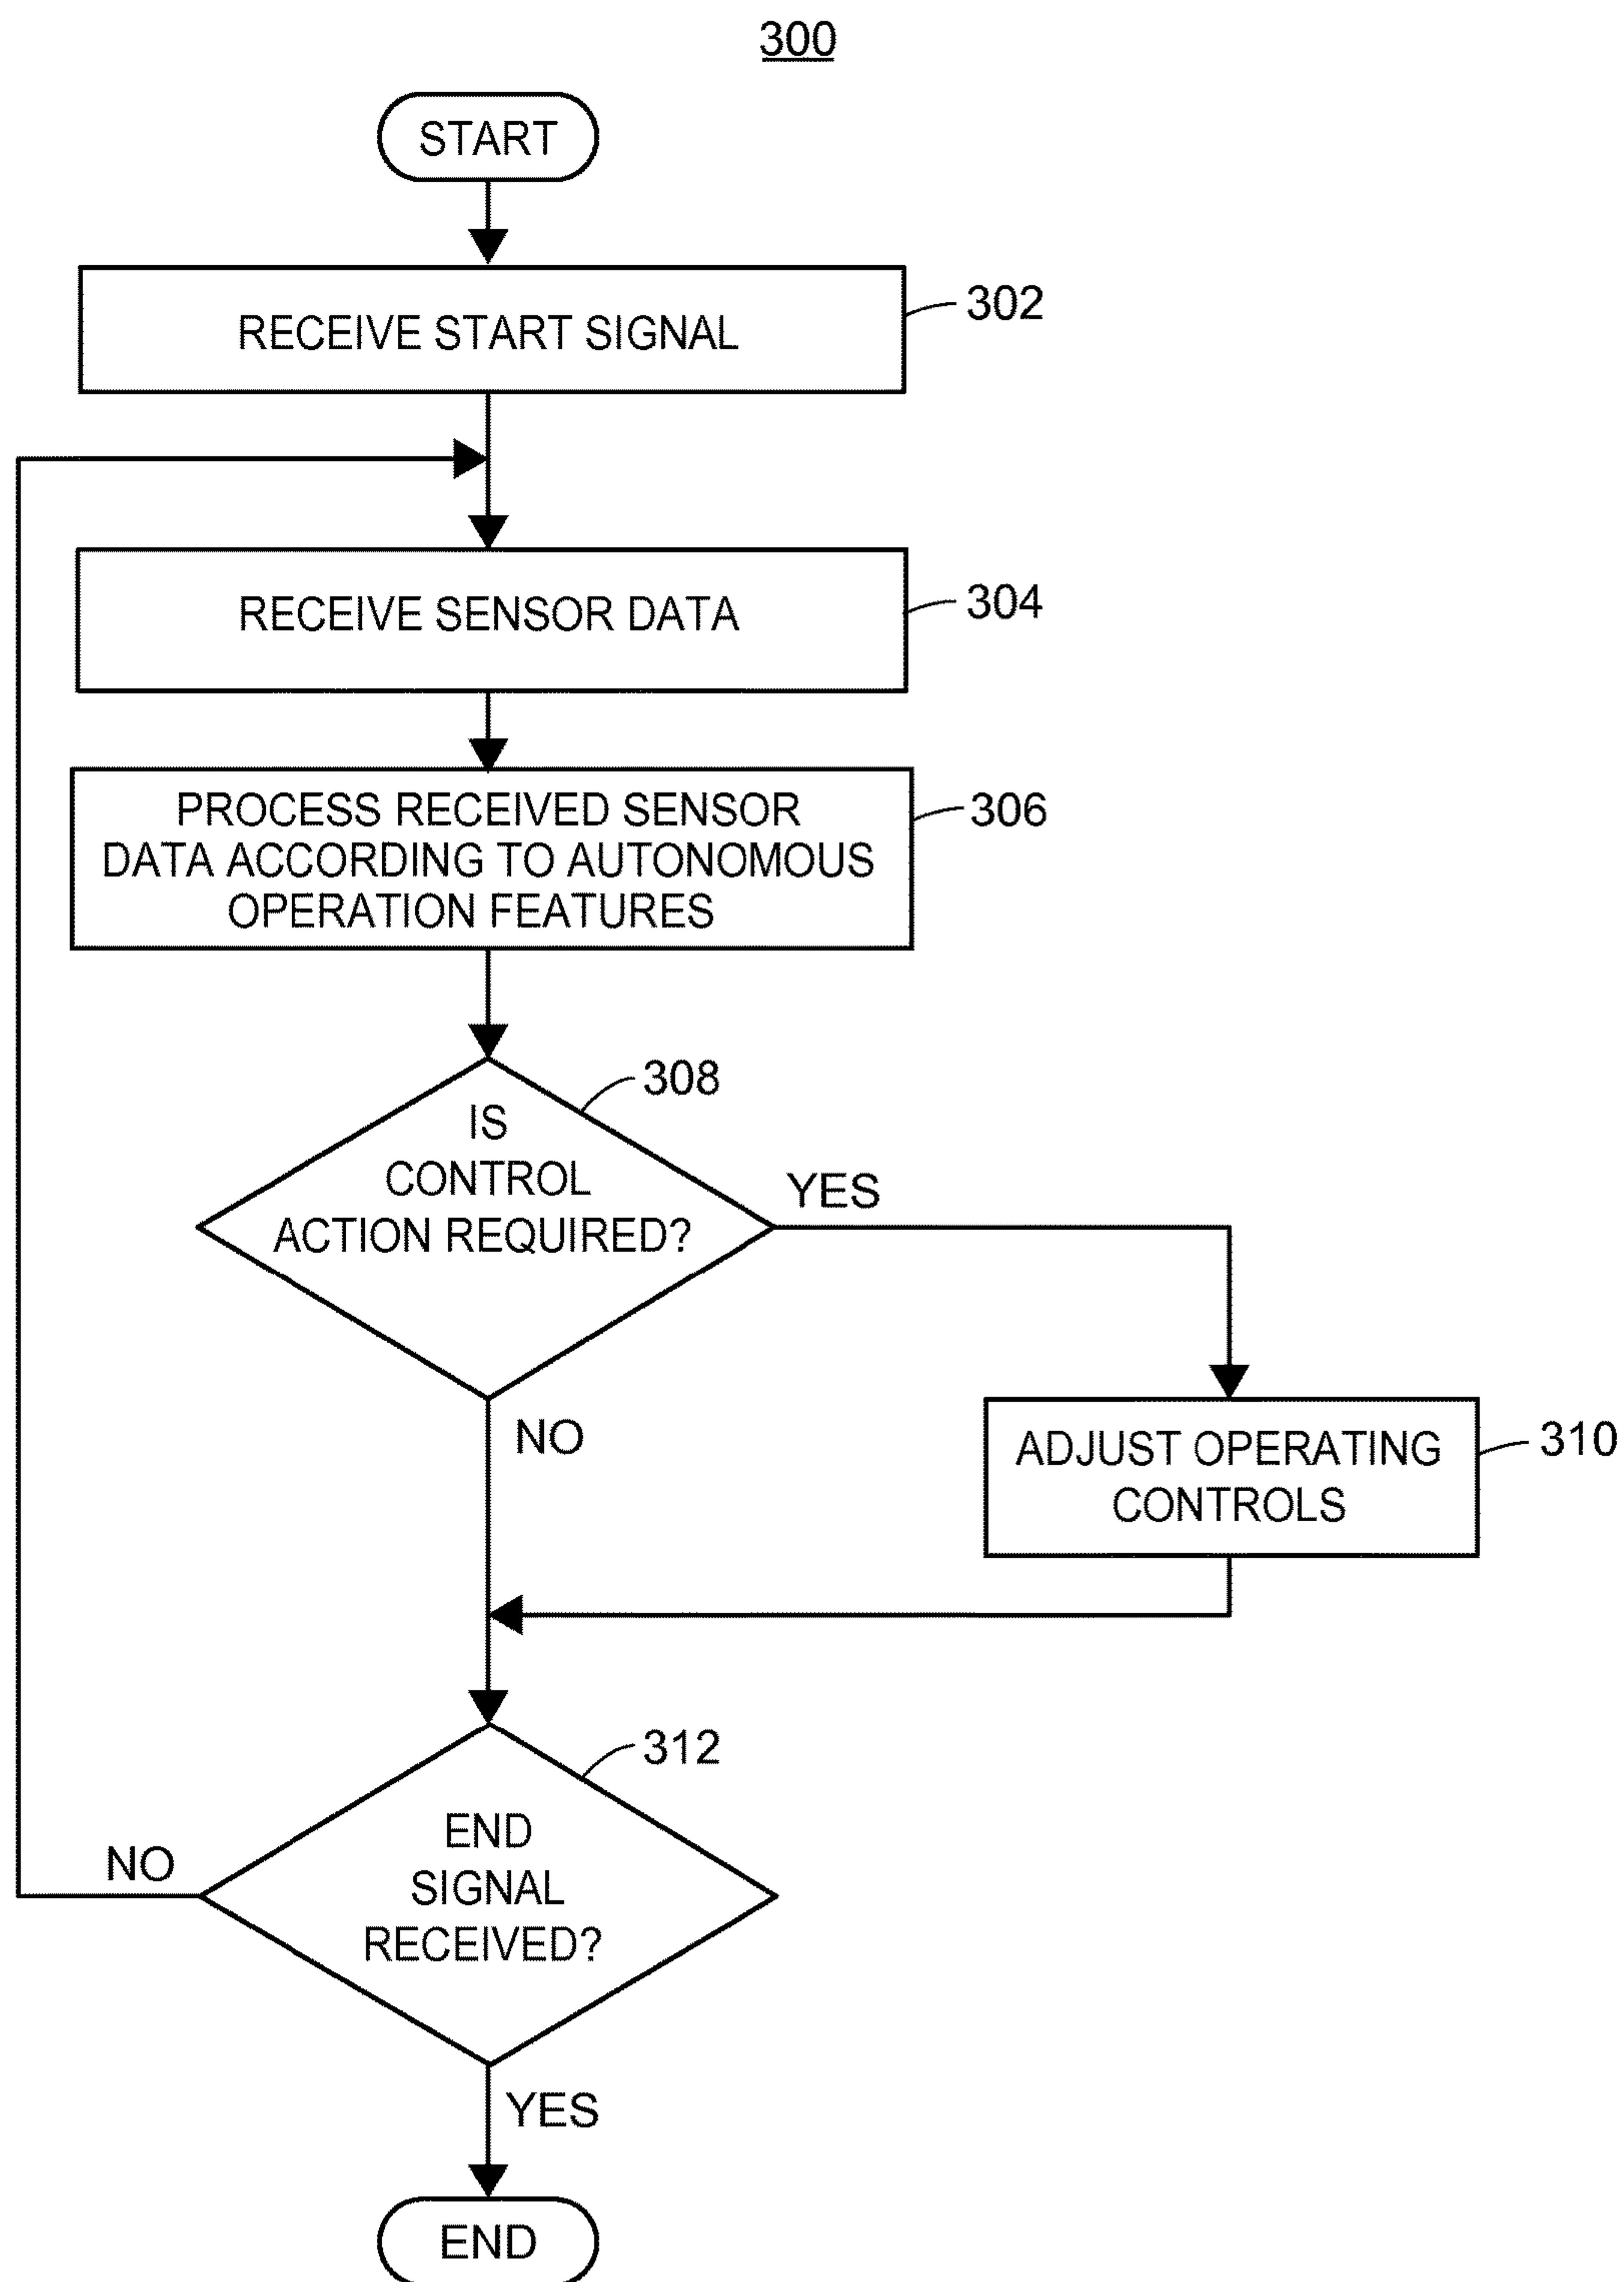 300
START
RECEIVE START SIGNAL
302
RECEIVE SENSOR DATA
304
PROCESS RECEIVED SENSOR
DATA ACCORDING TO AUTONOMOUS
OPERATION FEATURES
306
308
IS
CONTROL
ACTION REQUIRED?
YES
NO
ADJUST OPERATING
CONTROLS
310
312
END
SIGNAL
RECEIVED?
NO
YES
END